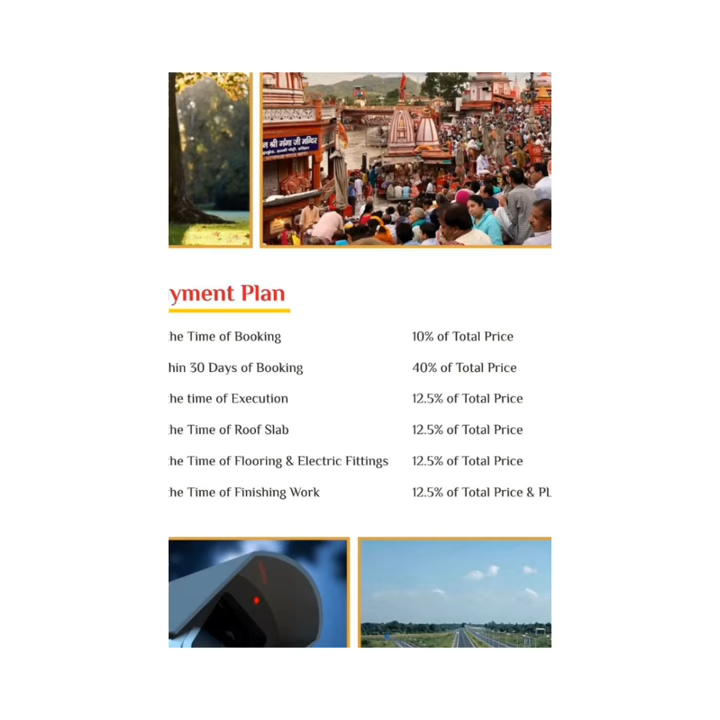 श्री गंगा जी मन्दिर
yment Plan
he Time of Booking 10% of Total Price
hin 30 Days of Booking 40% of Total Price
he time of Execution 12.5% of Total Price
he Time of Roof Slab 12.5% of Total Price
he Time of Flooring & Electric Fittings 12.5% of Total Price
he Time of Finishing Work 12.5% of Total Price & PL